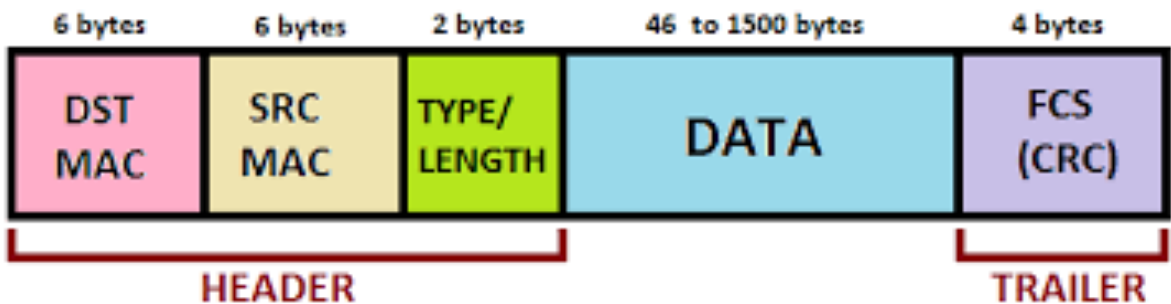 6 bytes 6 bytes 2 bytes 46 to 1500 bytes 4 bytes
DST MAC
SRC MAC
TYPE/
LENGTH
DATA
FCS
(CRC)
HEADER TRAILER